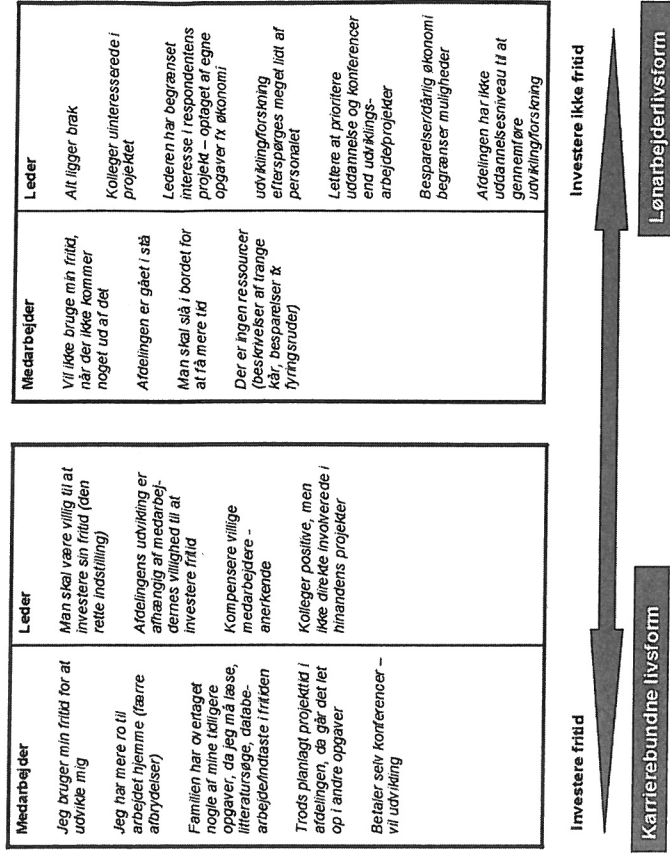 Medarbejder
Jeg bruger min fritid for at
udvikle mig
Jeg har mere ro til
arbejdet hjemme (færre
afbrydelser)
Familien har overtaget
nogle af mine tidligere
opgaver, da jeg må læse,
litteratursøge, databe-
arbejde/indtaste i fritiden
Trods planlagt projekttid i
afdelingen, da går det let
op i andre opgaver
Betaler selv konferencer –
vil udvikling
Leder
Man skal være villig til at
investere sin fritid (den
rette indstilling)
Afdelingens udvikling er
afhængig af medarbej-
dernes villighed til at
investere fritid
Kompensere villige
medarbejdere -
anerkende
Kolleger positive, men
ikke direkte involverede i
hinandens projekter
Medarbejder
Vil ikke bruge min fritid,
når der ikke kommer
noget ud af det
Afdelingen er gået i stå
Man skal slå i bordet for
at få mere tid
Der er ingen ressourcer
(beskrivelser af trange
kår, besparelser fx
fyringsrunder)
Leder
Alt ligger brak
Kolleger uinteresserede i
projektet
Lederen har begrænset
interesse i respondentens
projekt – optaget af egne
opgaver fx økonomi
udvikling/forskning
efterspørges meget lidt af
personalet
Lettere at prioritere
uddannelse og konferencer
end udviklings-
arbejde/projekter
Besparelser/dårlig økonomi
begrænser muligheder
Afdelingen har ikke
uddannelsesniveau til at
gennemføre
udvikling/forskning
Investere fritid
Investere ikke fritid
Karrierebundne livsform
Lønarbejderlivsform